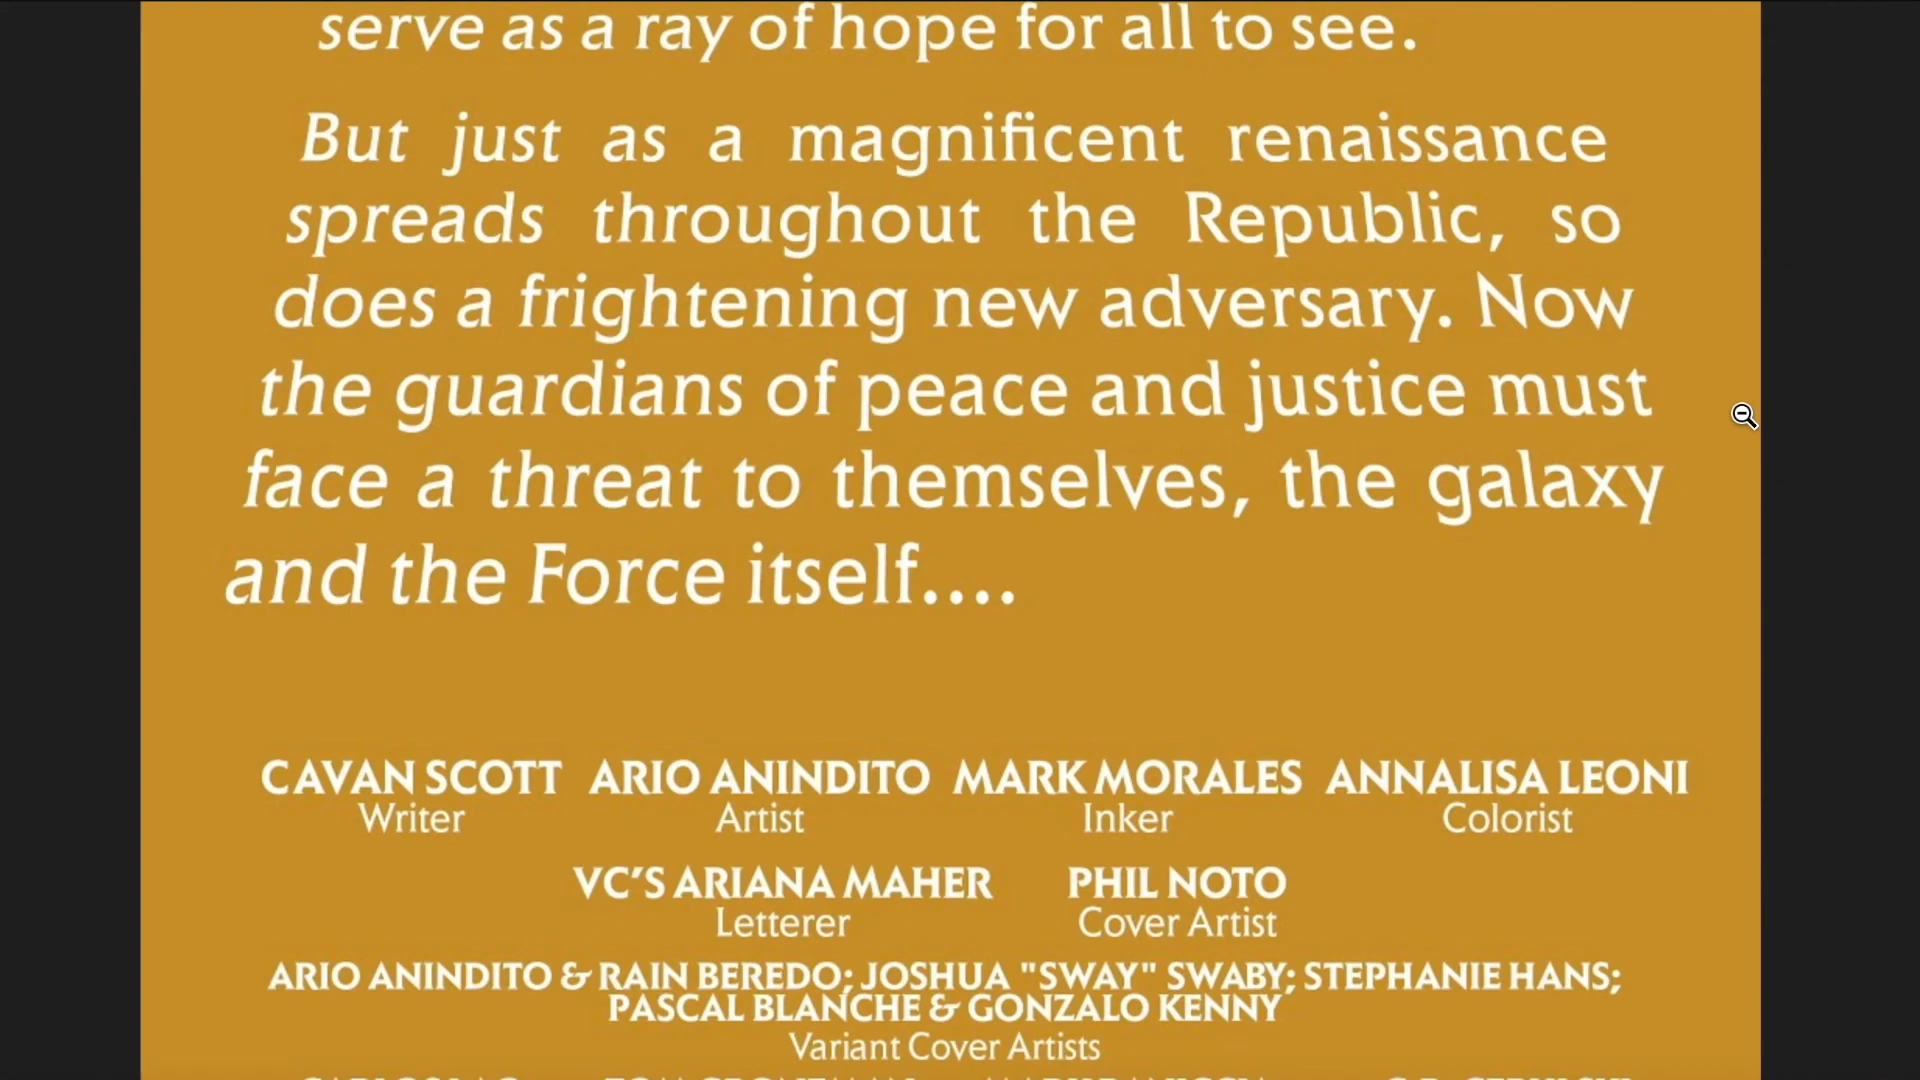 serve as a ray of hope for all to see.
But just as a magnificent renaissance
spreads throughout the Republic, so
does a frightening new adversary. Now
the guardians of peace and justice must
face a threat to themselves, the galaxy
and the Force itself....
CAVAN SCOTT ARIO ANINDITO MARK MORALES ANNALISA LEONI
Writer Artist Inker Colorist
VC'S ARIANA MAHER PHIL NOTO
Letterer Cover Artist
ARIO ANINDITO & RAIN BEREDO; JOSHUA "SWAY" SWABY; STEPHANIE HANS;
PASCAL BLANCHE & GONZALO KENNY
Variant Cover Artists